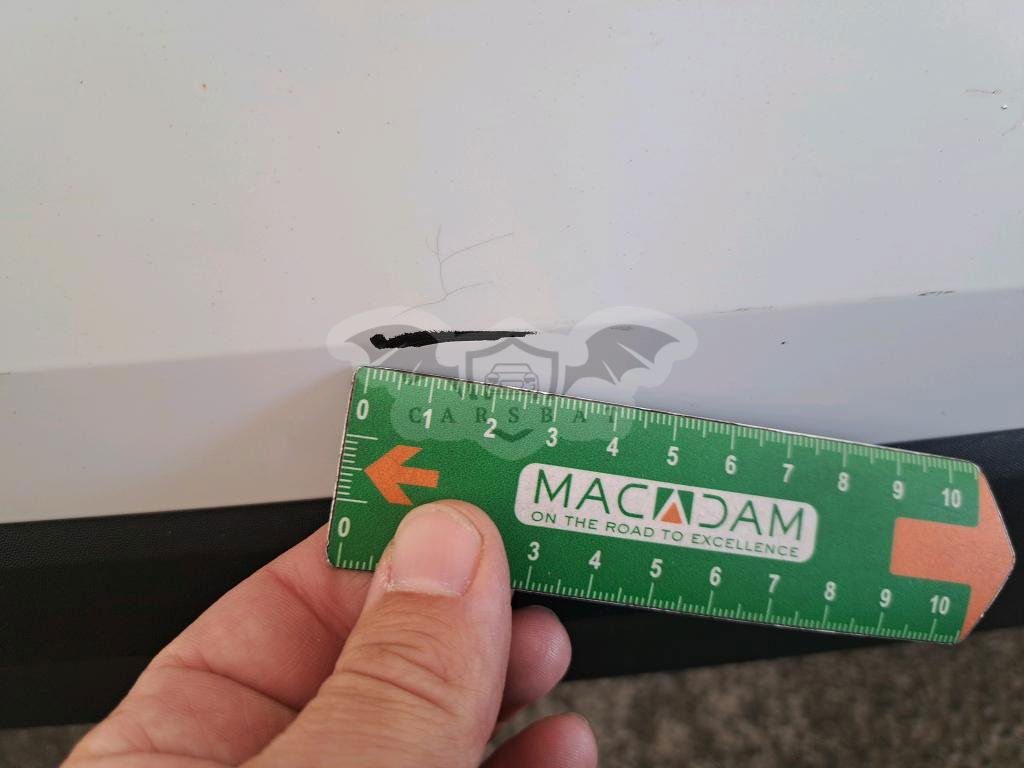 CARSBAT
0 1 2 3 4 5 6 7 8 9 10
MACADAM
ON THE ROAD TO EXCELLENCE
0 3 4 5 6 7 8 9 10